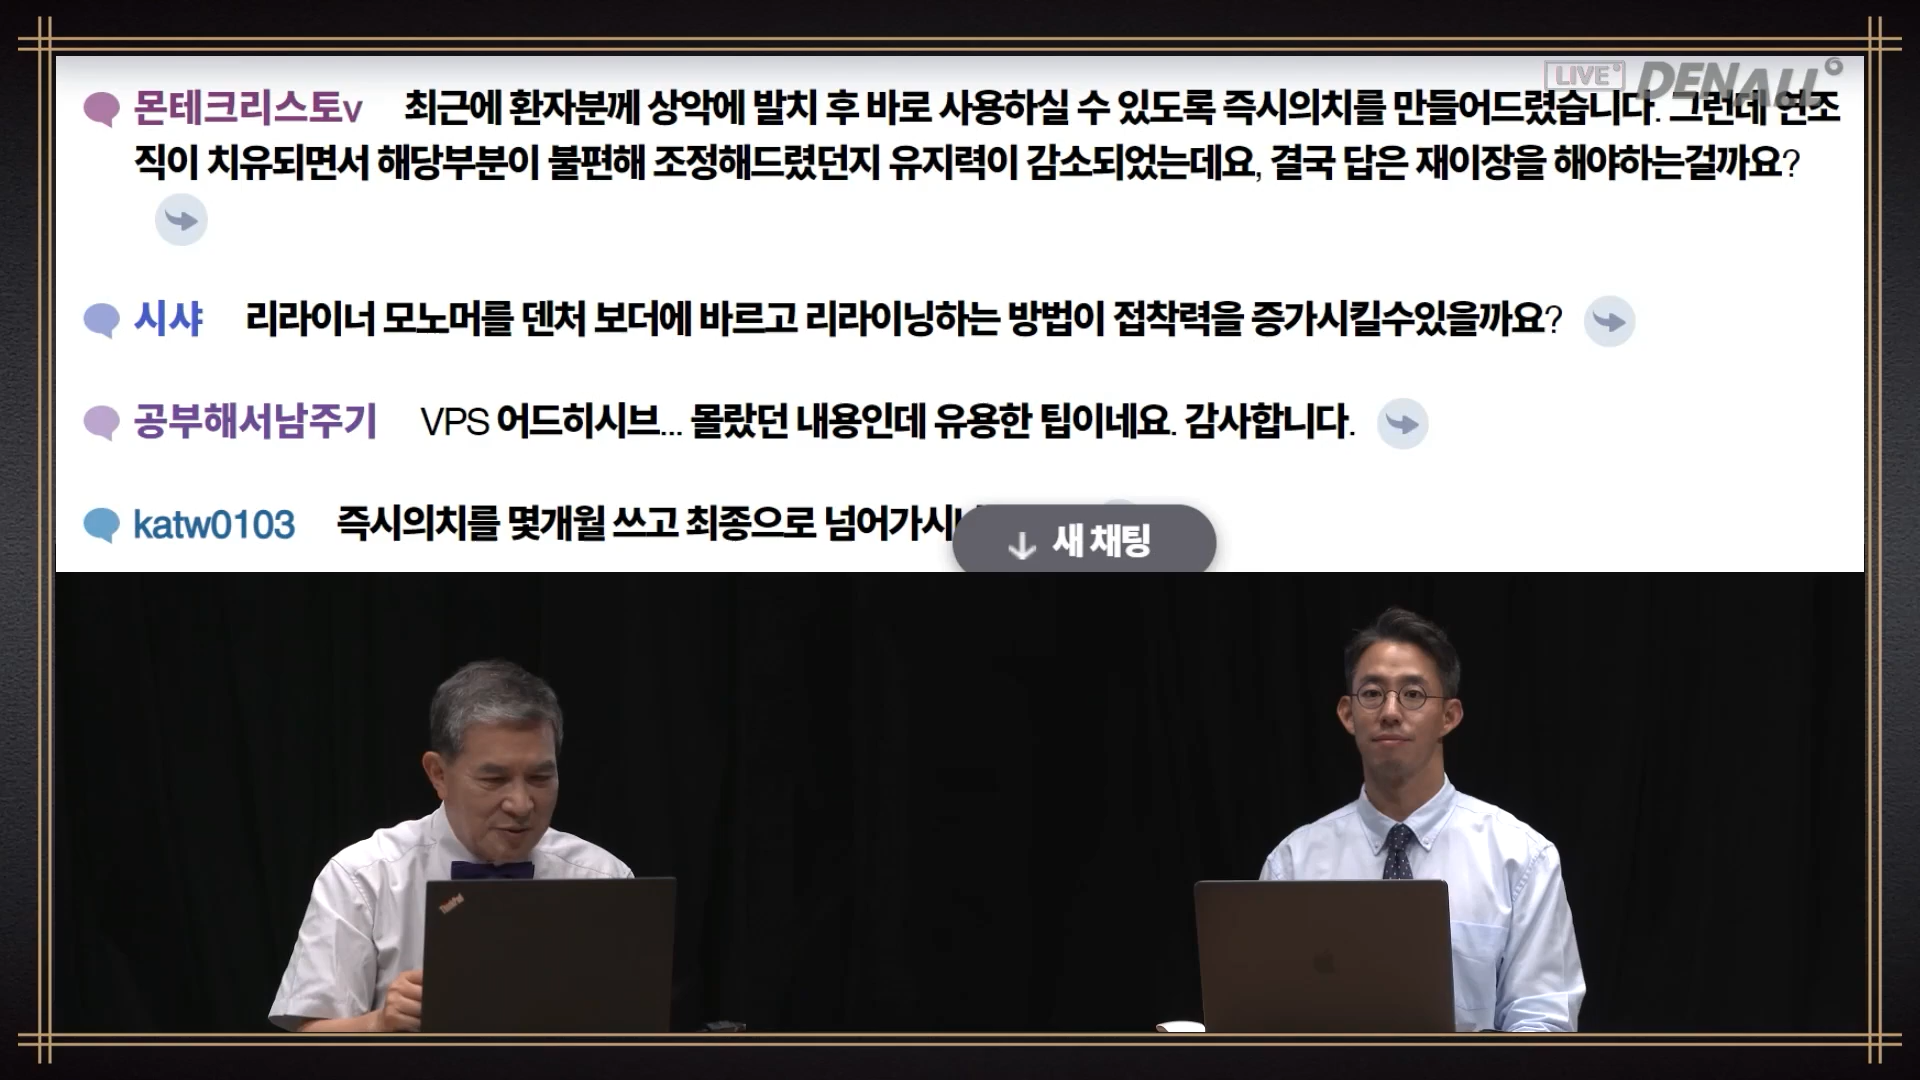 LIVE DENALL
몬테크리스토v 최근에 환자분께 상악에 발치 후 바로 사용하실 수 있도록 즉시의치를 만들어드렸습니다. 그런데 연조
직이 치유되면서 해당부분이 불편해 조정해드렸던지 유지력이 감소되었는데요, 결국 답은 재이장을 해야하는걸까요?
시샤 리라이너 모노머를 덴처 보더에 바르고 리라이닝하는 방법이 접착력을 증가시킬수있을까요?
공부해서남주기 VPS 어드히시브... 몰랐던 내용인데 유용한 팁이네요. 감사합니다.
katw0103 즉시의치를 몇개월 쓰고 최종으로
↓ 새 채팅
ThinkPad